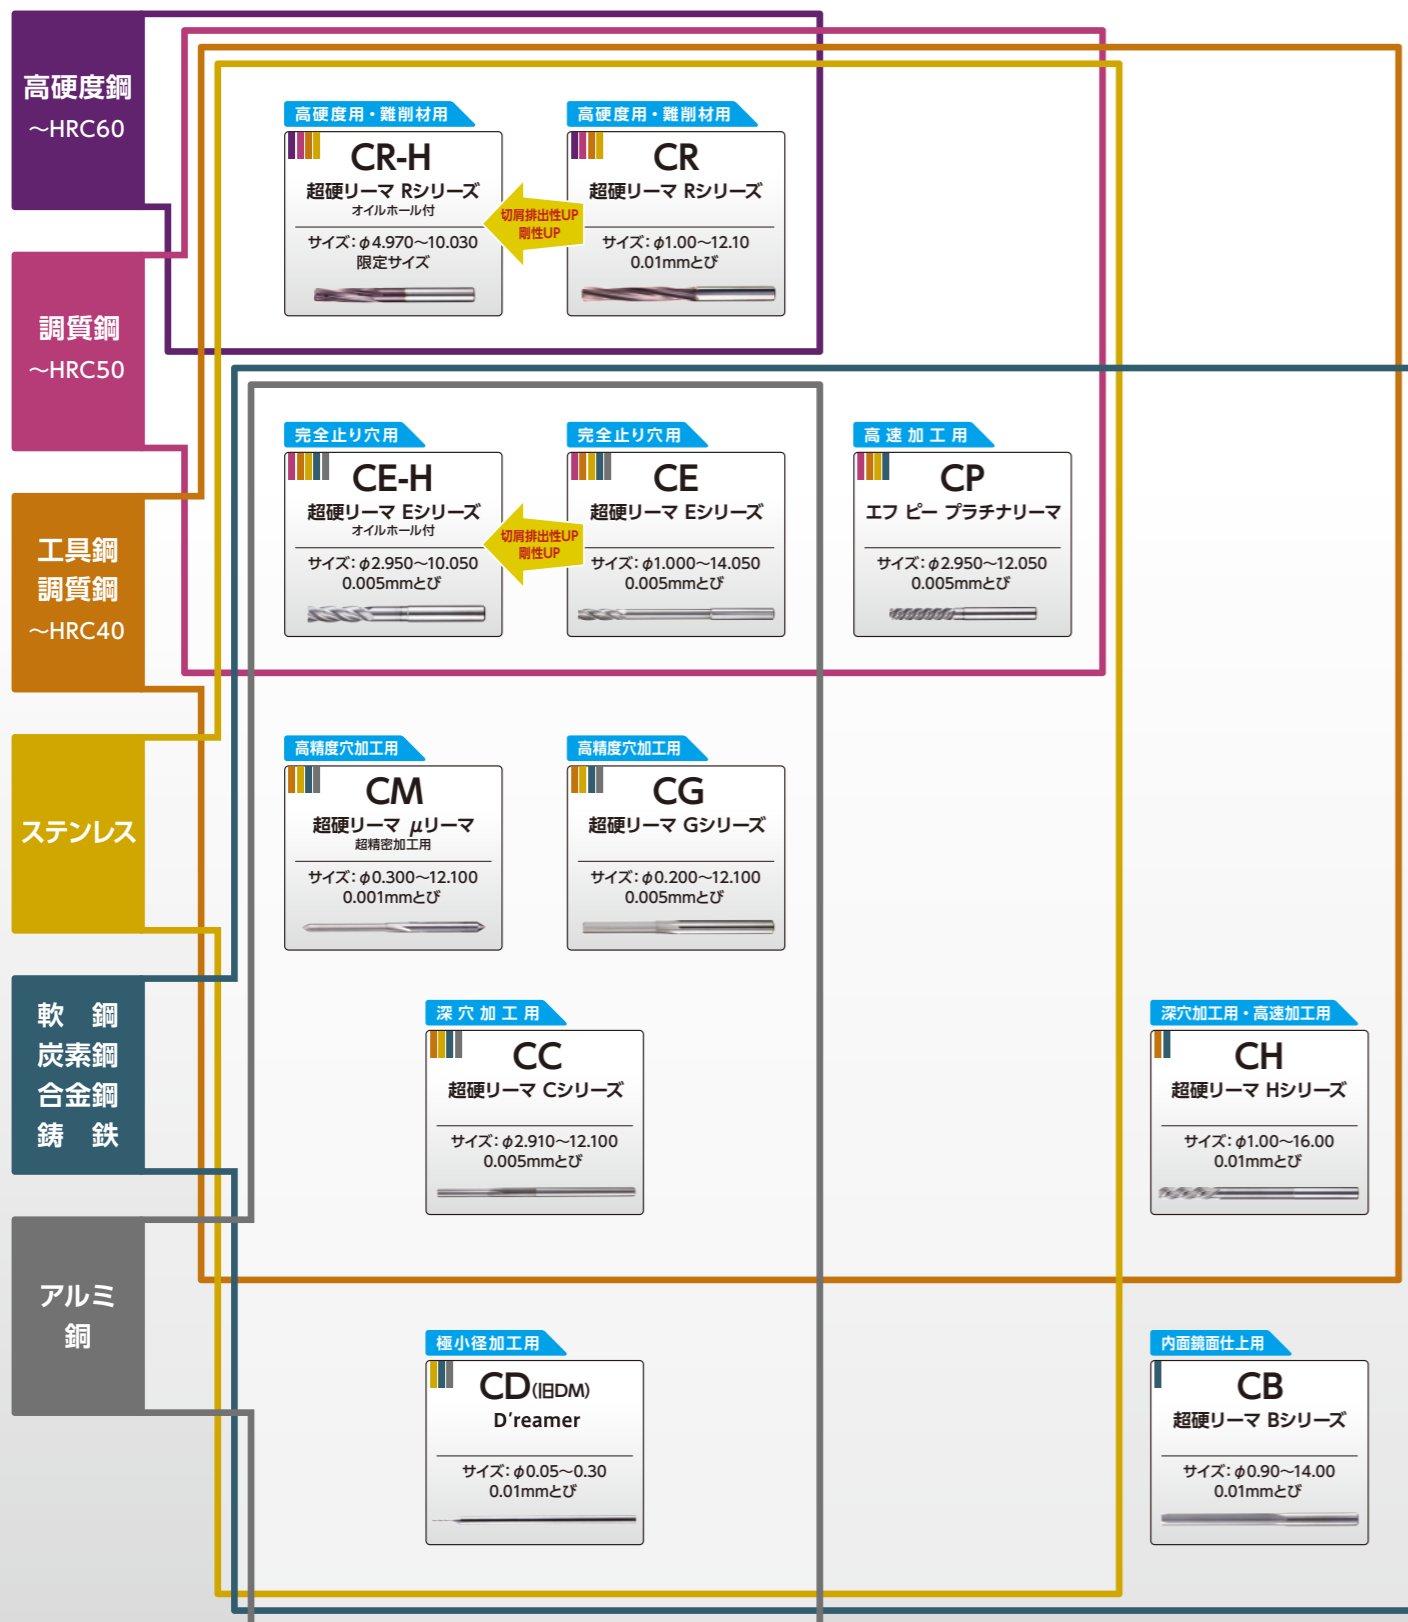 高硬度鋼
～HRC60
調質鋼
～HRC50
工具鋼
調質鋼
～HRC40
ステンレス
軟 鋼
炭素鋼
合金鋼
鋳 鉄
アルミ
銅
高硬度用・難削材用
CR-H
超硬リーマ Rシリーズ
オイルホール付
サイズ：φ4.970～10.030
限定サイズ
切屑排出性UP
剛性UP
高硬度用・難削材用
CR
超硬リーマ Rシリーズ
サイズ：φ1.00～12.10
0.01mmとび
完全止り穴用
CE-H
超硬リーマ Eシリーズ
オイルホール付
サイズ：φ2.950～10.050
0.005mmとび
切屑排出性UP
剛性UP
完全止り穴用
CE
超硬リーマ Eシリーズ
サイズ：φ1.000～14.050
0.005mmとび
高速加工用
CP
エフ ピー プラチナリーマ
サイズ：φ2.950～12.050
0.005mmとび
高精度穴加工用
CM
超硬リーマ μリーマ
超精密加工用
サイズ：φ0.300～12.100
0.001mmとび
高精度穴加工用
CG
超硬リーマ Gシリーズ
サイズ：φ0.200～12.100
0.005mmとび
深穴加工用
CC
超硬リーマ Cシリーズ
サイズ：φ2.910～12.100
0.005mmとび
深穴加工用・高速加工用
CH
超硬リーマ Hシリーズ
サイズ：φ1.00～16.00
0.01mmとび
極小径加工用
CD(旧DM)
D'reamer
サイズ：φ0.05～0.30
0.01mmとび
内面鏡面仕上用
CB
超硬リーマ Bシリーズ
サイズ：φ0.90～14.00
0.01mmとび